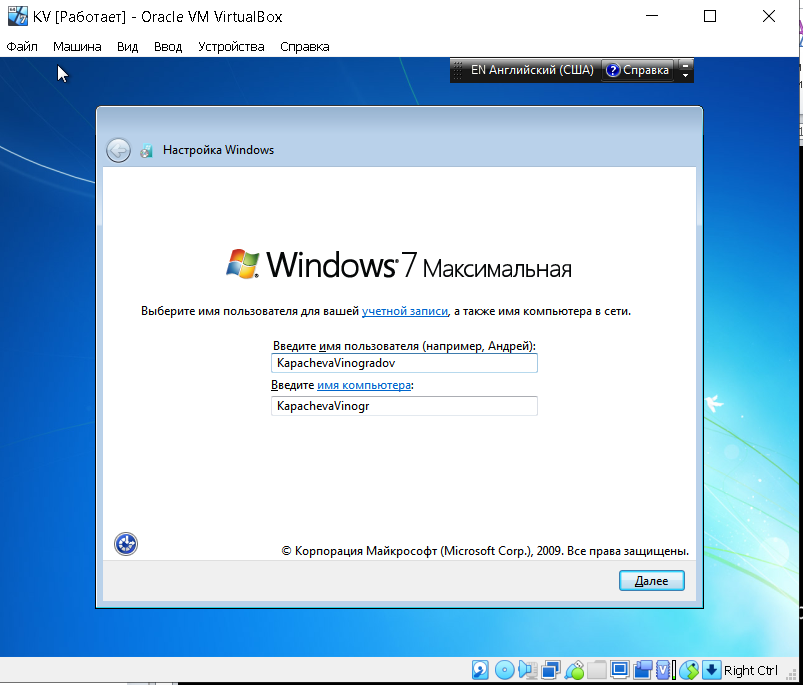 KV [Работает] - Oracle VM VirtualBox
Файл Машина Вид Ввод Устройства Справка
EN Английский (США) Справка
Настройка Windows
Windows 7 Максимальная
Выберите имя пользователя для вашей учетной записи, а также имя компьютера в сети.
Введите имя пользователя (например, Андрей):
KapachevaVinogradov
Введите имя компьютера:
KapachevaVinogr
© Корпорация Майкрософт (Microsoft Corp.), 2009. Все права защищены.
Далее
Right Ctrl